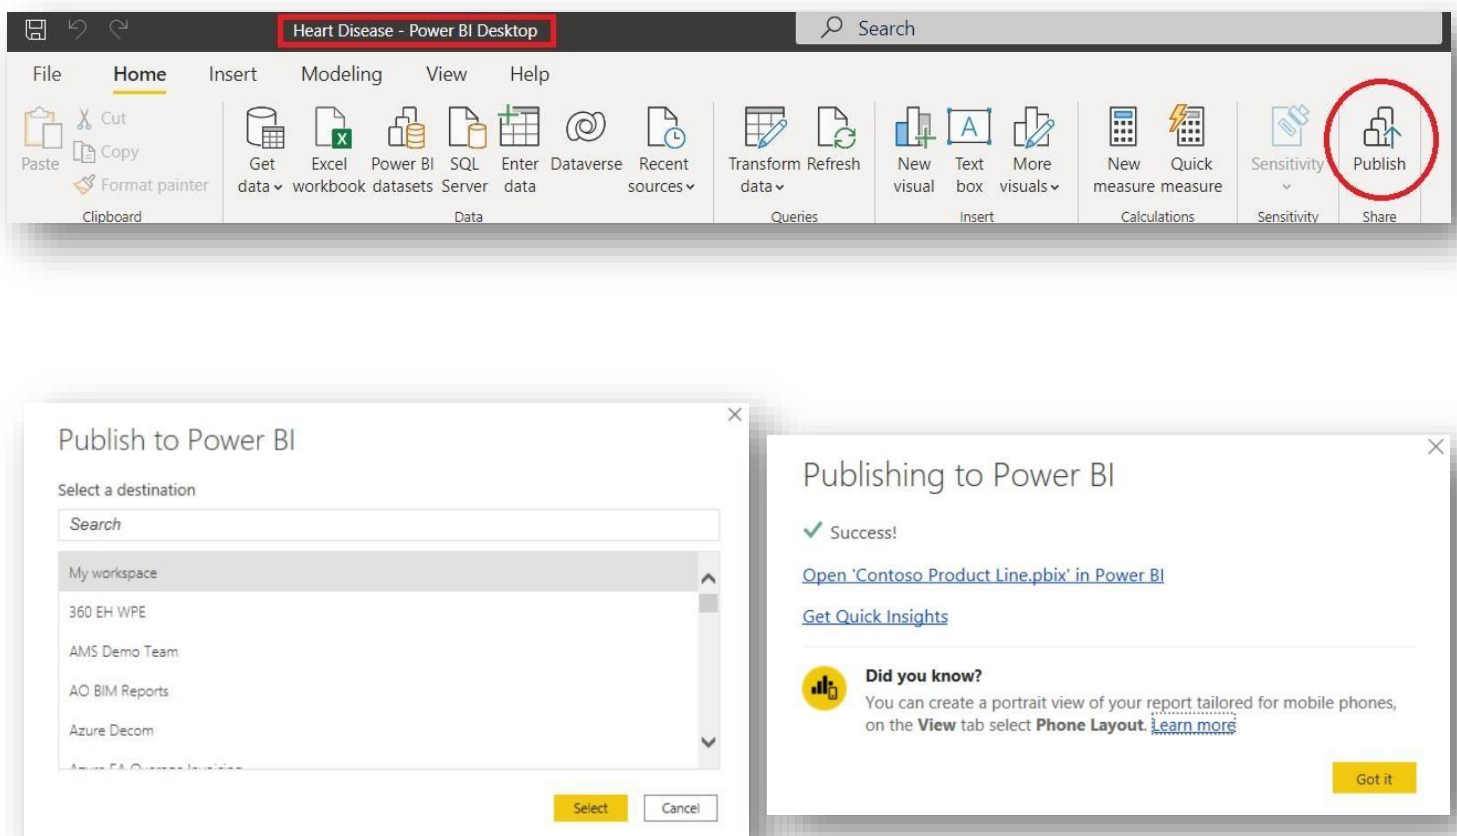 Heart Disease - Power BI Desktop
Search
File Home Insert Modeling View Help
Paste
Cut
Copy
Format painter
Clipboard
Get data
Excel workbook
Power BI datasets
SQL Server
Enter data
Dataverse
Recent sources
Data
Transform data
Refresh
Queries
New visual
Text box
A
More visuals
Insert
New measure
Quick measure
Calculations
Sensitivity
Sensitivity
Publish
Share
Publish to Power BI
Select a destination
Search
My workspace
360 EH WPE
AMS Demo Team
AO BIM Reports
Azure Decom
Select Cancel
Publishing to Power BI
Success!
Open 'Contoso Product Line.pbix' in Power BI
Get Quick Insights
Did you know?
You can create a portrait view of your report tailored for mobile phones,
on the View tab select Phone Layout. Learn more
Got it